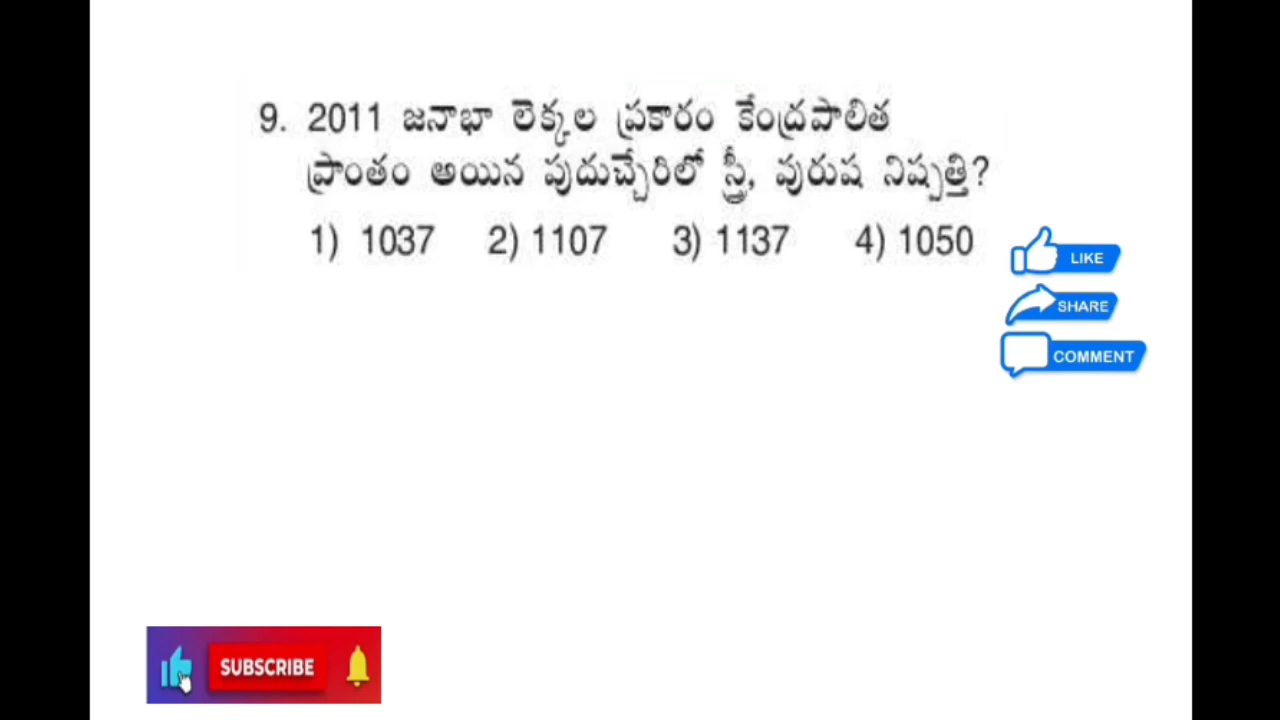 9. 2011 జనాభా లెక్కల ప్రకారం కేంద్రపాలిత
ప్రాంతం అయిన పుదుచ్చేరిలో స్త్రీ, పురుష నిష్పత్తి?
1) 1037 2) 1107 3) 1137 4) 1050
LIKE
SHARE
COMMENT
SUBSCRIBE